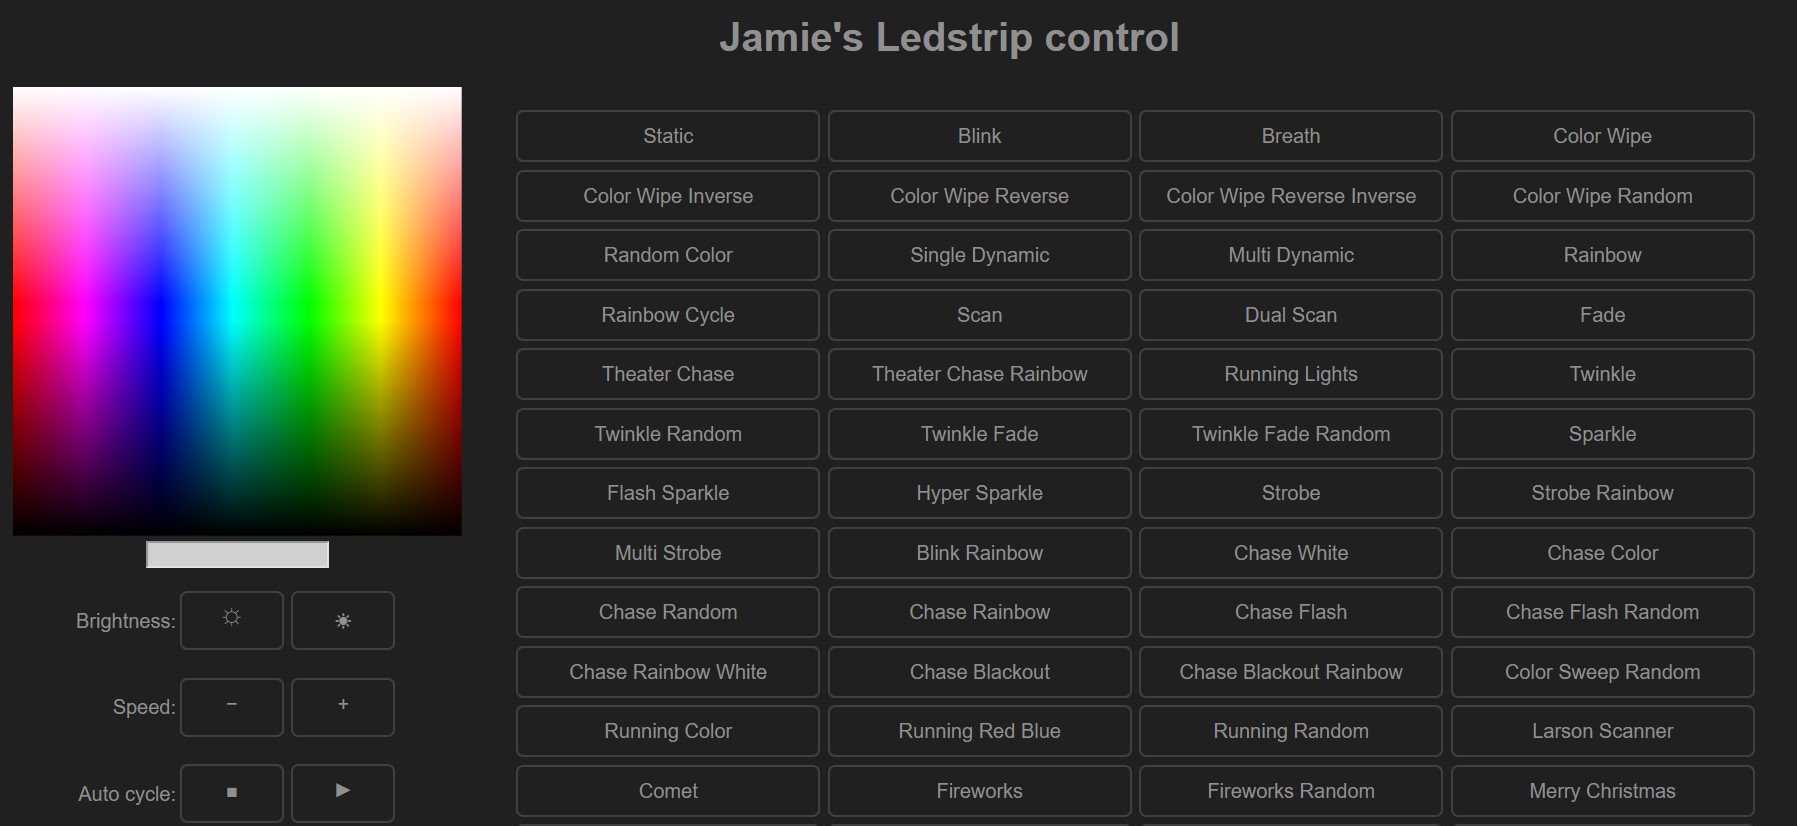 Jamie's Ledstrip control
Static Blink Breath Color Wipe
Color Wipe Inverse Color Wipe Reverse Color Wipe Reverse Inverse Color Wipe Random
Random Color Single Dynamic Multi Dynamic Rainbow
Rainbow Cycle Scan Dual Scan Fade
Theater Chase Theater Chase Rainbow Running Lights Twinkle
Twinkle Random Twinkle Fade Twinkle Fade Random Sparkle
Flash Sparkle Hyper Sparkle Strobe Strobe Rainbow
Multi Strobe Blink Rainbow Chase White Chase Color
Chase Random Chase Rainbow Chase Flash Chase Flash Random
Chase Rainbow White Chase Blackout Chase Blackout Rainbow Color Sweep Random
Running Color Running Red Blue Running Random Larson Scanner
Comet Fireworks Fireworks Random Merry Christmas
Brightness: ☼ ☀
Speed: − +
Auto cycle: ■ ▶